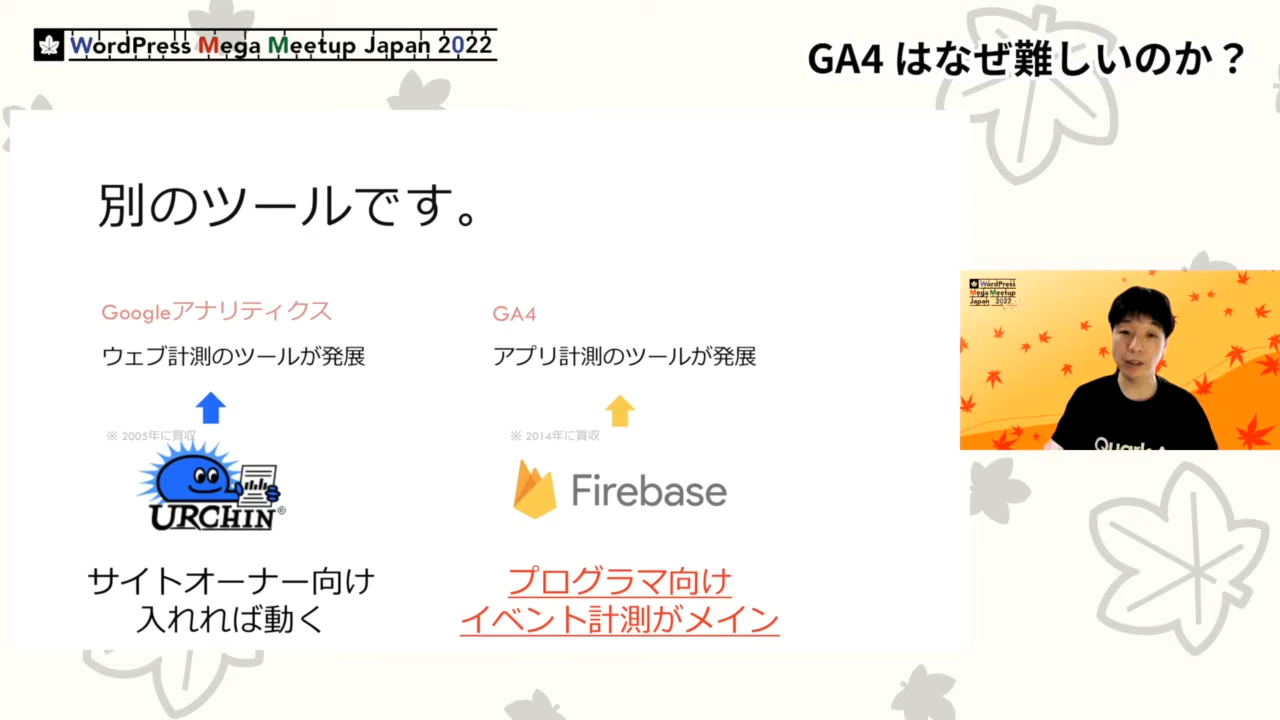 WordPress Mega Meetup Japan 2022
GA4 はなぜ難しいのか？
別のツールです。
Googleアナリティクス
ウェブ計測のツールが発展
※ 2005年に買収
URCHIN®
サイトオーナー向け
入れれば動く
GA4
アプリ計測のツールが発展
※ 2014年に買収
Firebase
プログラマ向け
イベント計測がメイン
WordPress
Mega Meetup
Japan 2022